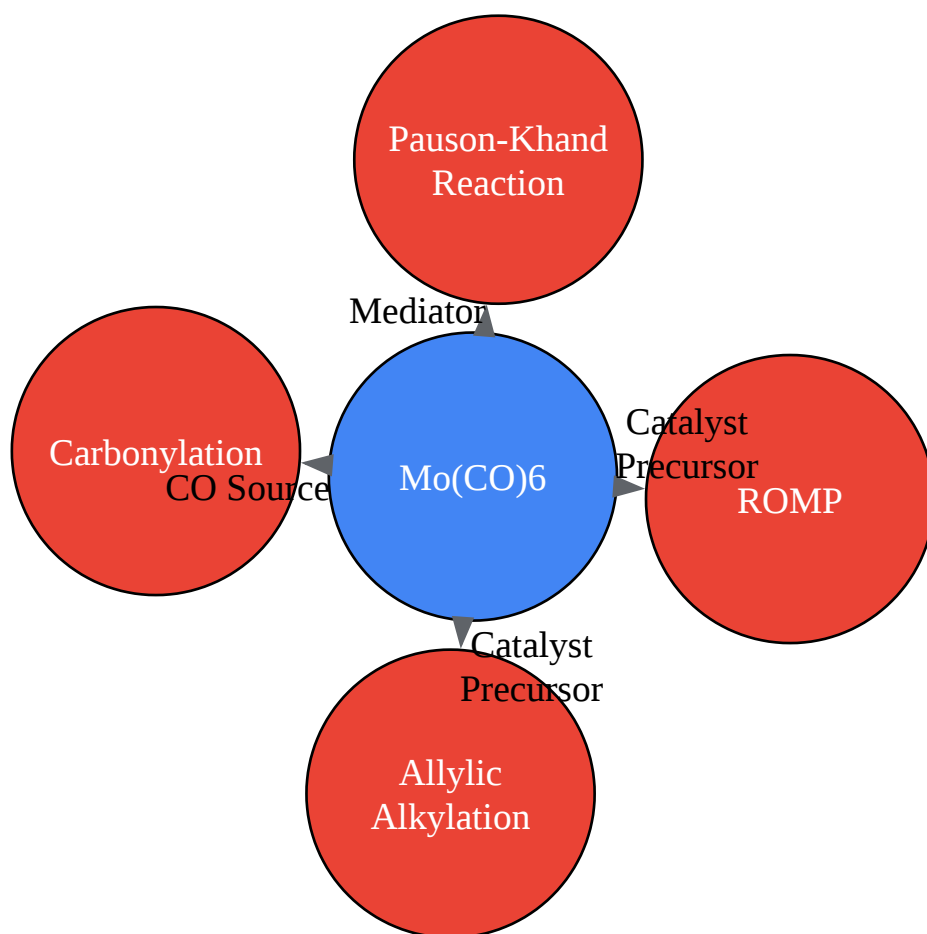 Pauson-Khand
Reaction
Mediator
Catalyst
Precursor
Carbonylation
CO Source
Mo(CO)6
ROMP
Catalyst
Precursor
Allylic
Alkylation